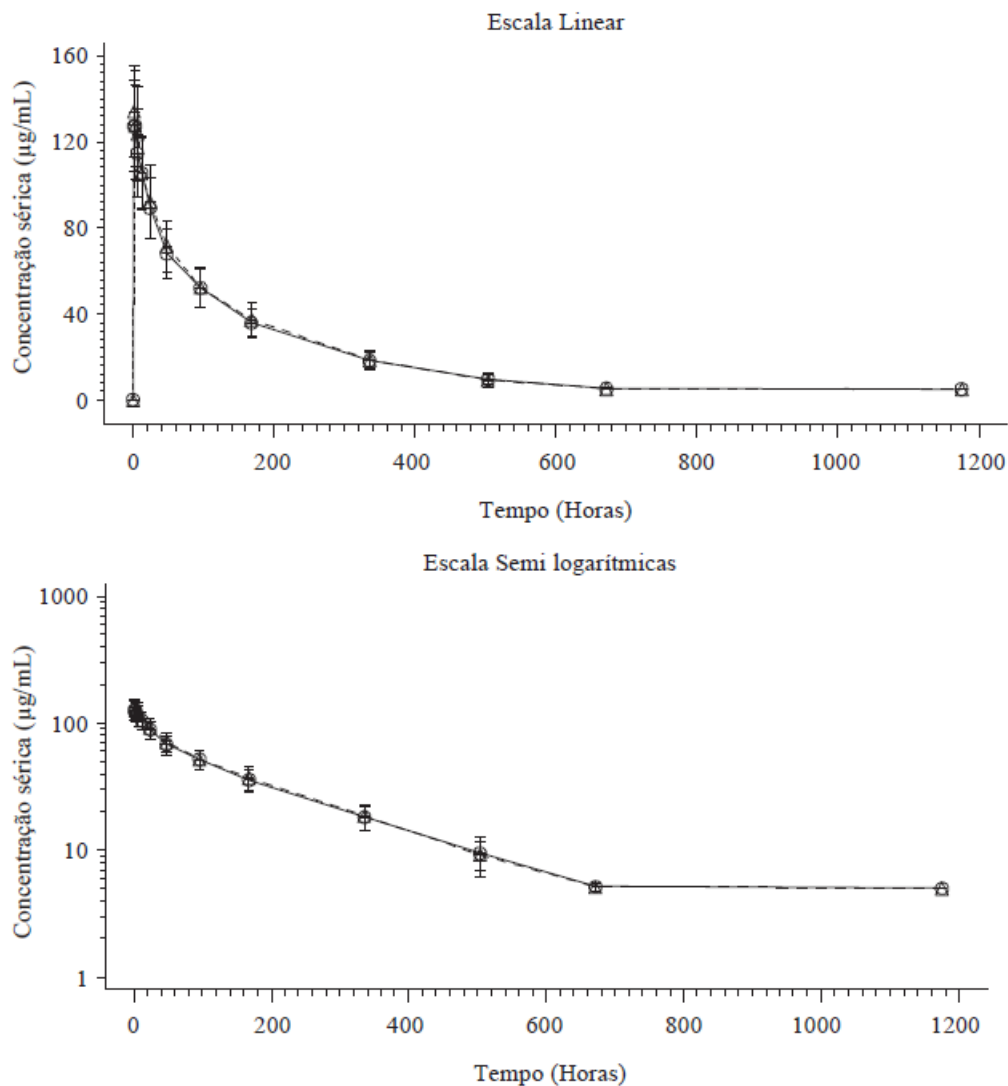 Escala Linear
Concentração sérica (µg/mL)
160
120
80
40
0
0 200 400 600 800 1000 1200
Tempo (Horas)
Escala Semi logarítmicas
Concentração sérica (µg/mL)
1000
100
10
1
0 200 400 600 800 1000 1200
Tempo (Horas)